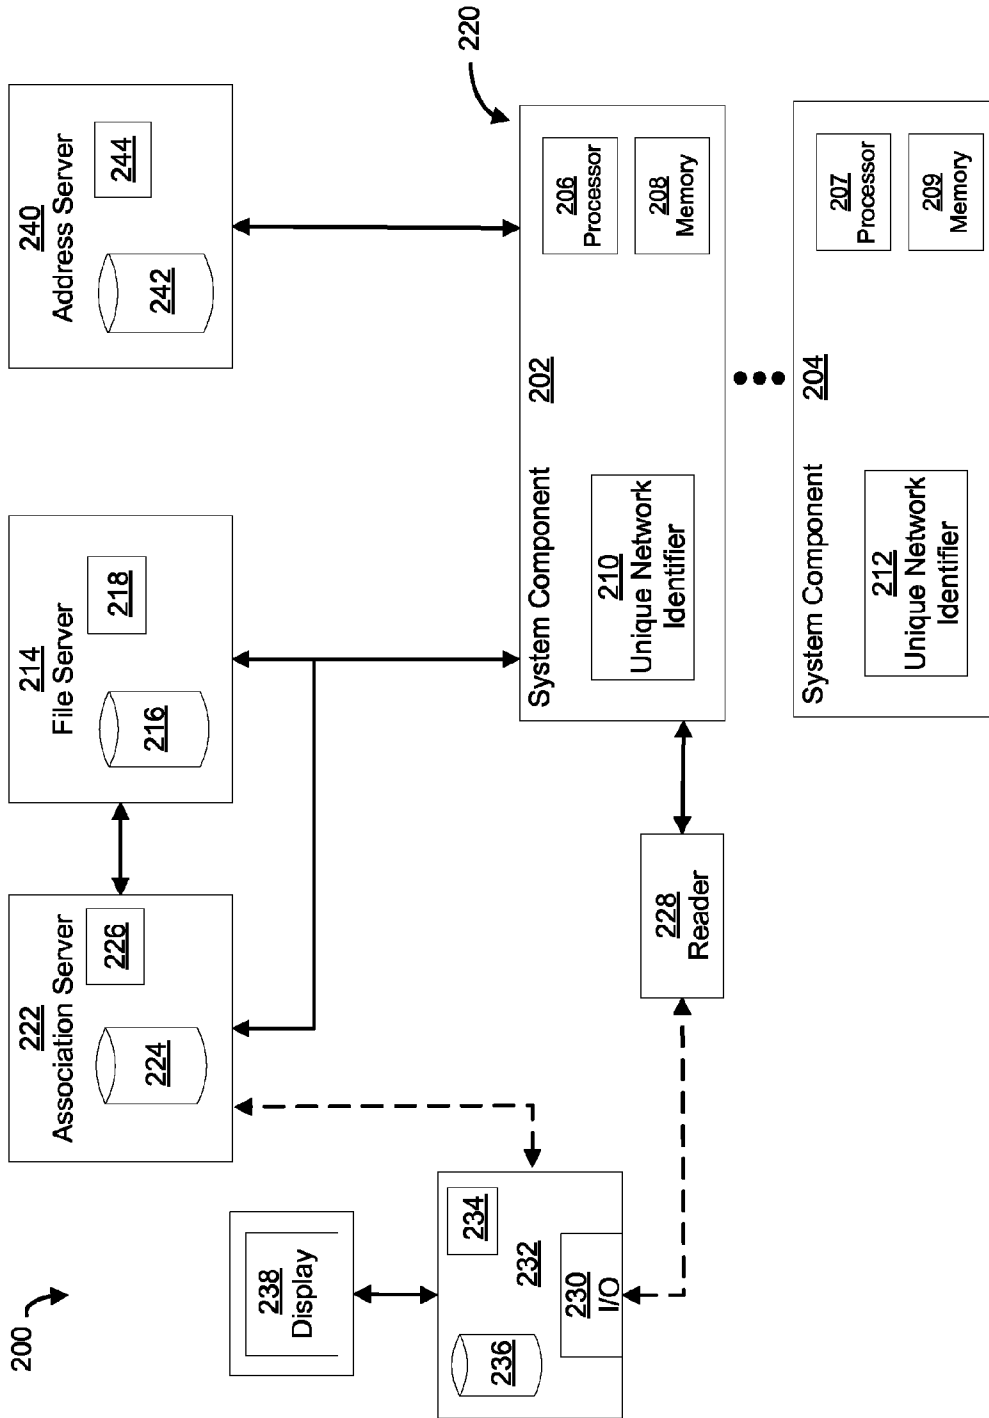 200
238
Display
236
234
232
230
I/O
222
Association Server
224
226
228
Reader
214
File Server
216
218
240
Address Server
242
244
220
System Component
202
210
Unique Network
Identifier
206
Processor
208
Memory
System Component
204
212
Unique Network
Identifier
207
Processor
209
Memory